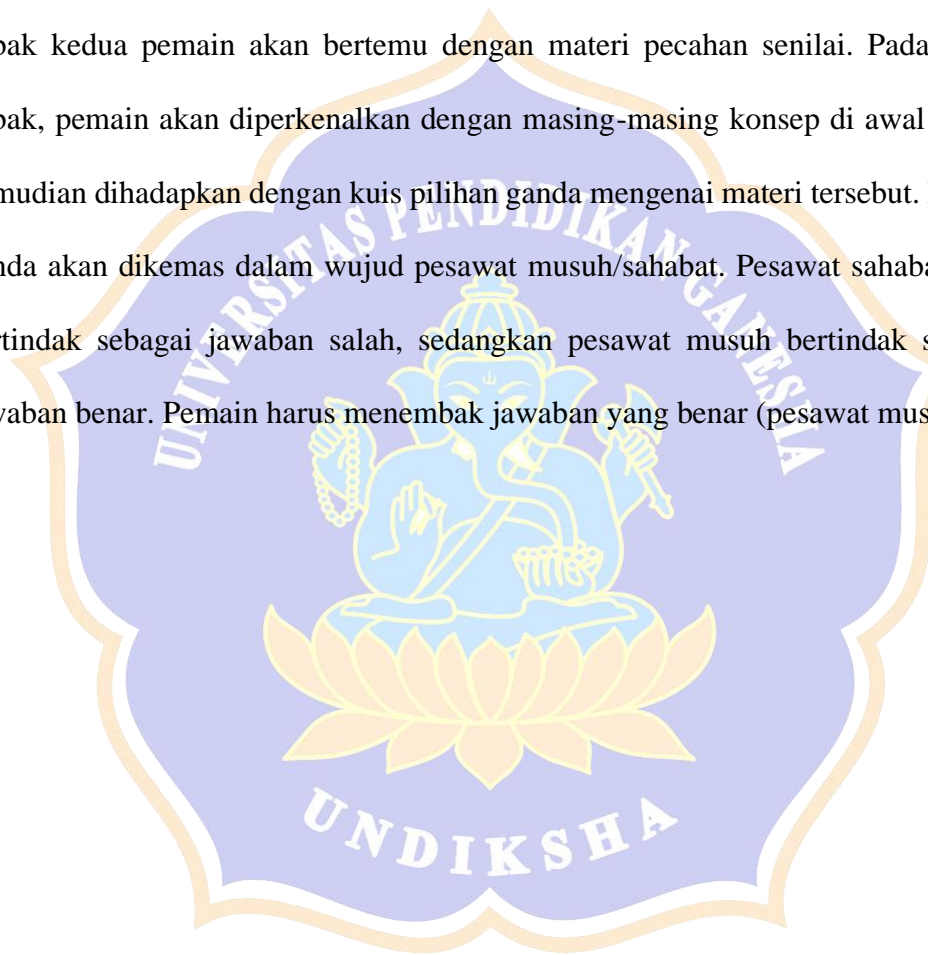 bak kedua pemain akan bertemu dengan materi pecahan senilai. Pada
bak, pemain akan diperkenalkan dengan masing-masing konsep di awal
mudian dihadapkan dengan kuis pilihan ganda mengenai materi tersebut.
nda akan dikemas dalam wujud pesawat musuh/sahabat. Pesawat sahaba
rtindak sebagai jawaban salah, sedangkan pesawat musuh bertindak s
waban benar. Pemain harus menembak jawaban yang benar (pesawat mus
UNIVERSITAS PENDIDIKAN GANESHA
UNDIKSHA